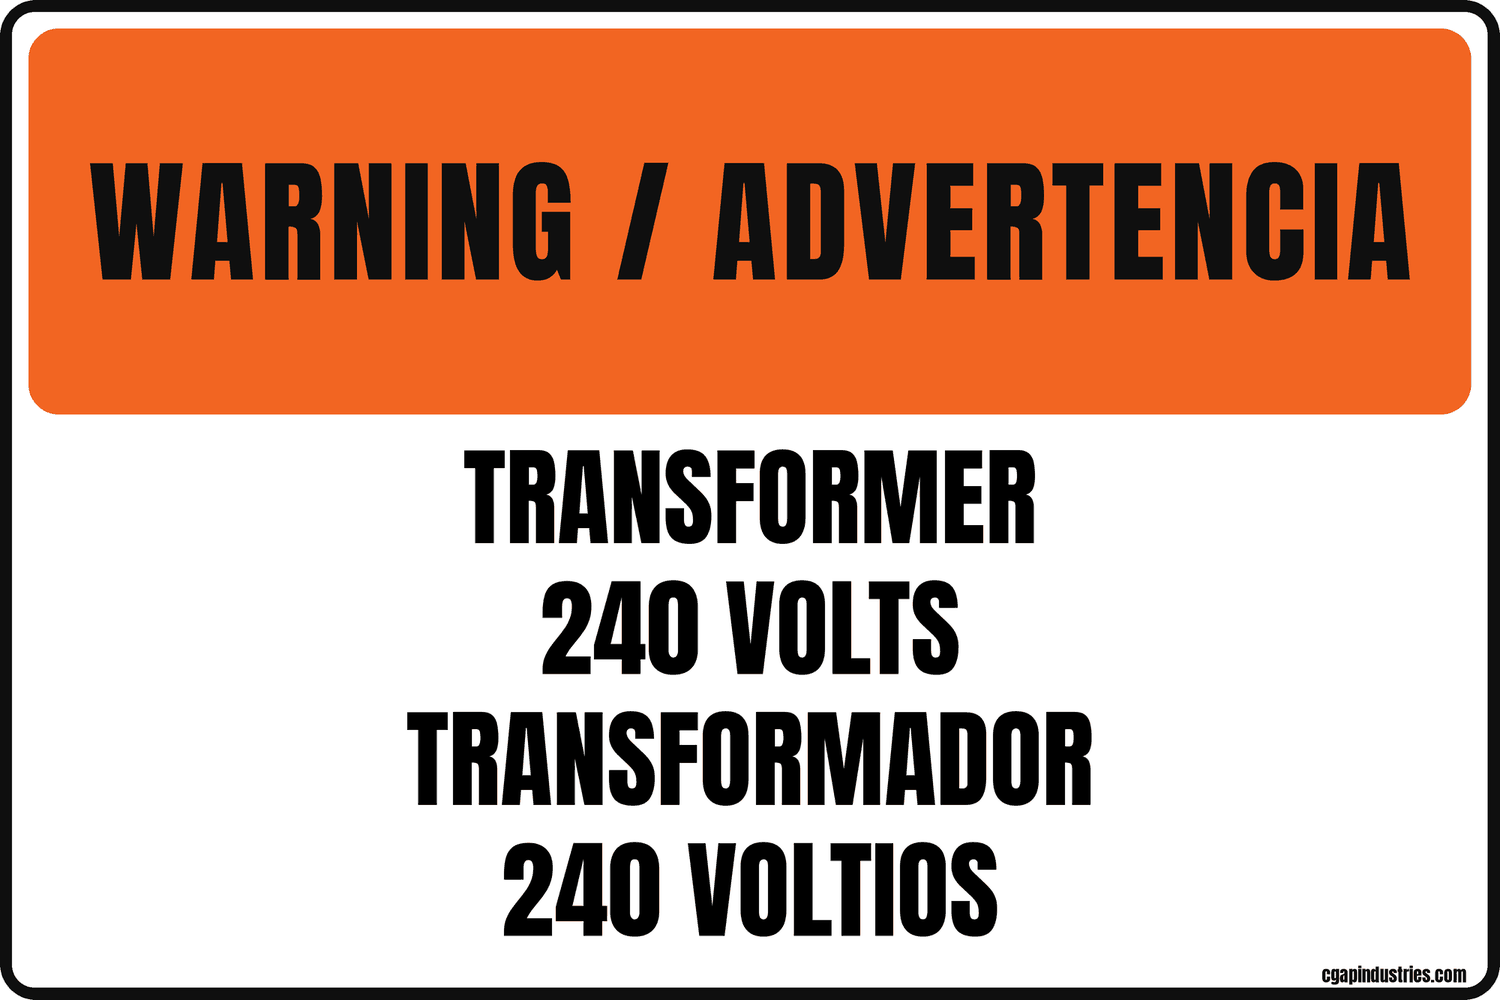 WARNING / ADVERTENCIA
TRANSFORMER
240 VOLTS
TRANSFORMADOR
240 VOLTIOS
cgapindustries.com